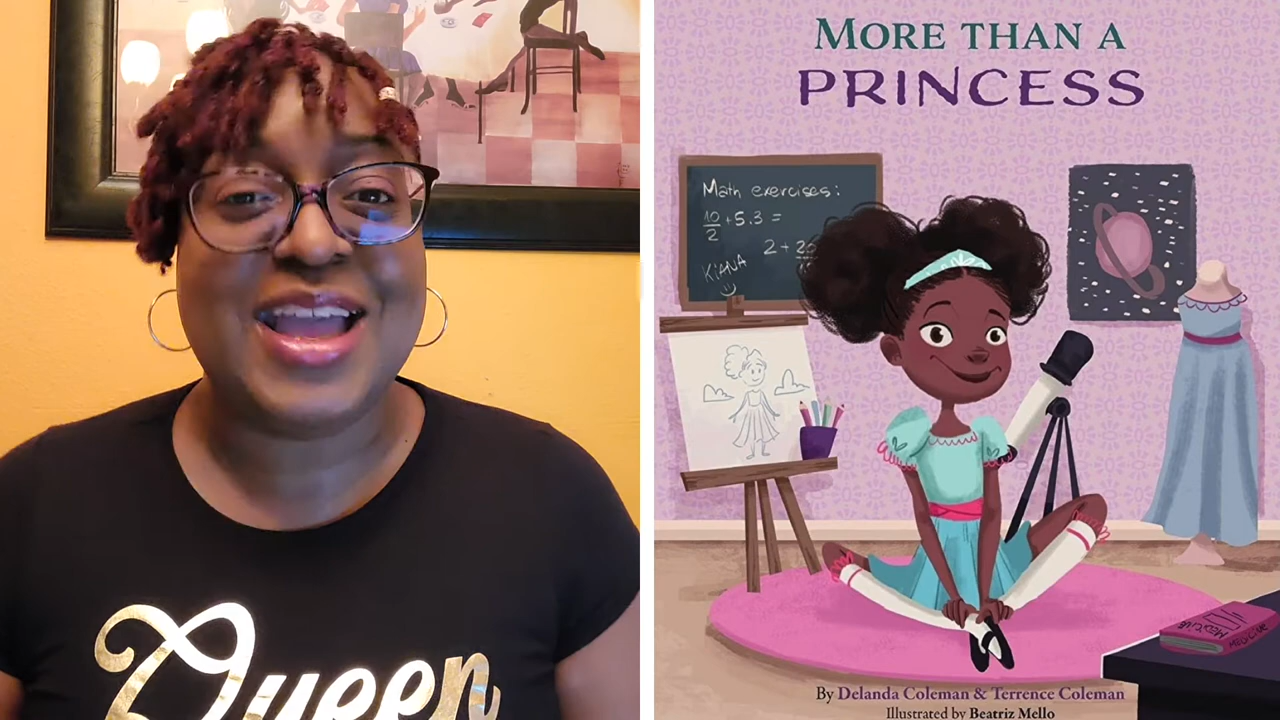 Queen
MORE THAN A
PRINCESS
Math exercises:
10
2
+5.3 =
KIANA
By Delanda Coleman & Terrence Coleman
Illustrated by Beatriz Mello